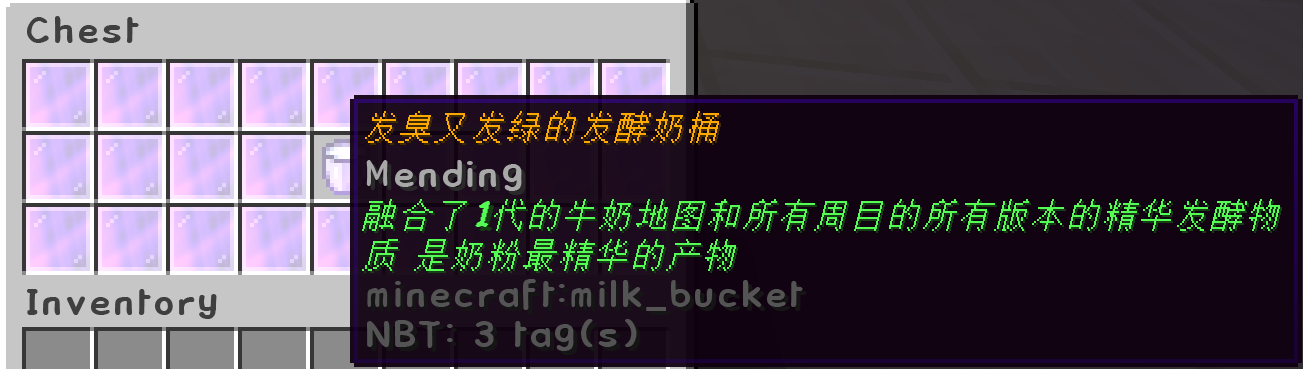 Chest
发臭又发绿的发酵奶桶
Mending
融合了1代的牛奶地图和所有周目的所有版本的精华发酵物
质 是奶粉最精华的产物
minecraft:milk_bucket
NBT: 3 tag(s)
Inventory